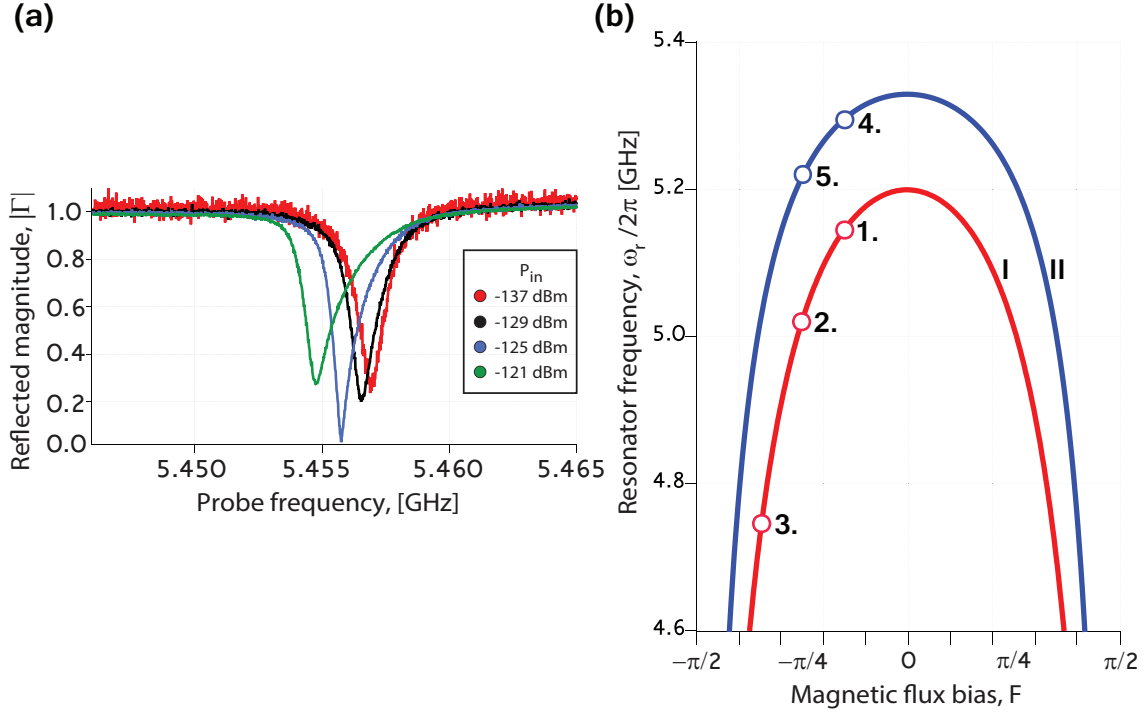 (a)
Reflected magnitude, |Γ|
1.0
0.8
0.6
0.4
0.2
0.0
5.450
5.455
5.460
5.465
Probe frequency, [GHz]
P_in
-137 dBm
-129 dBm
-125 dBm
-121 dBm
(b)
Resonator frequency, ω_r/2π [GHz]
5.4
5.2
5.0
4.8
4.6
4.
5.
1.
2.
3.
I
II
−π/2
−π/4
0
π/4
π/2
Magnetic flux bias, F